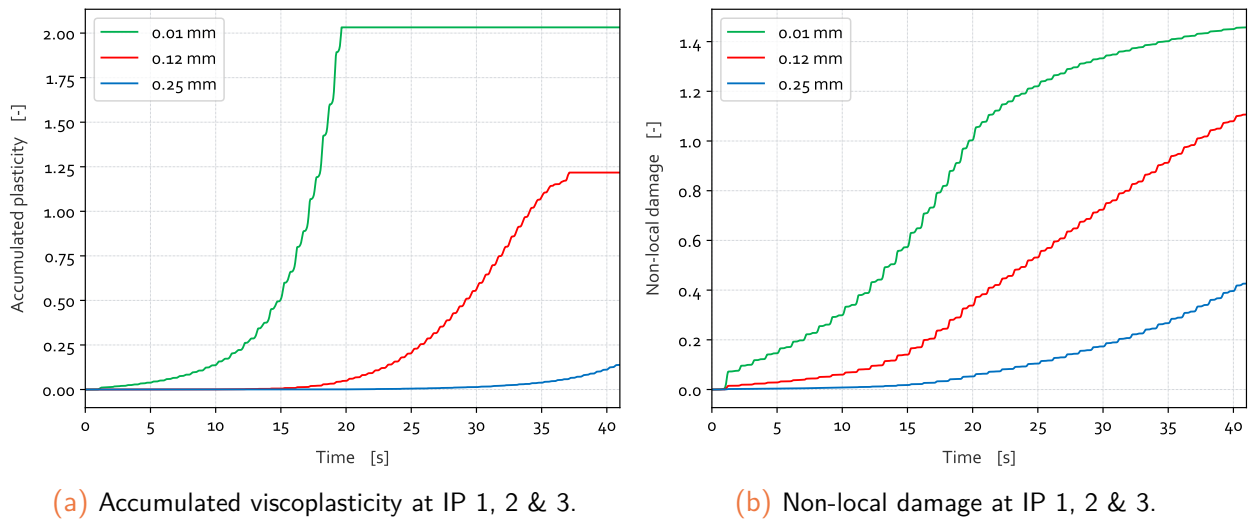 0.01 mm
0.12 mm
0.25 mm
2.00
1.75
1.50
1.25
1.00
0.75
0.50
0.25
0.00
Accumulated plasticity [-]
0 5 10 15 20 25 30 35 40
Time [s]
(a) Accumulated viscoplasticity at IP 1, 2 & 3.
0.01 mm
0.12 mm
0.25 mm
1.4
1.2
1.0
0.8
0.6
0.4
0.2
0.0
Non-local damage [-]
0 5 10 15 20 25 30 35 40
Time [s]
(b) Non-local damage at IP 1, 2 & 3.